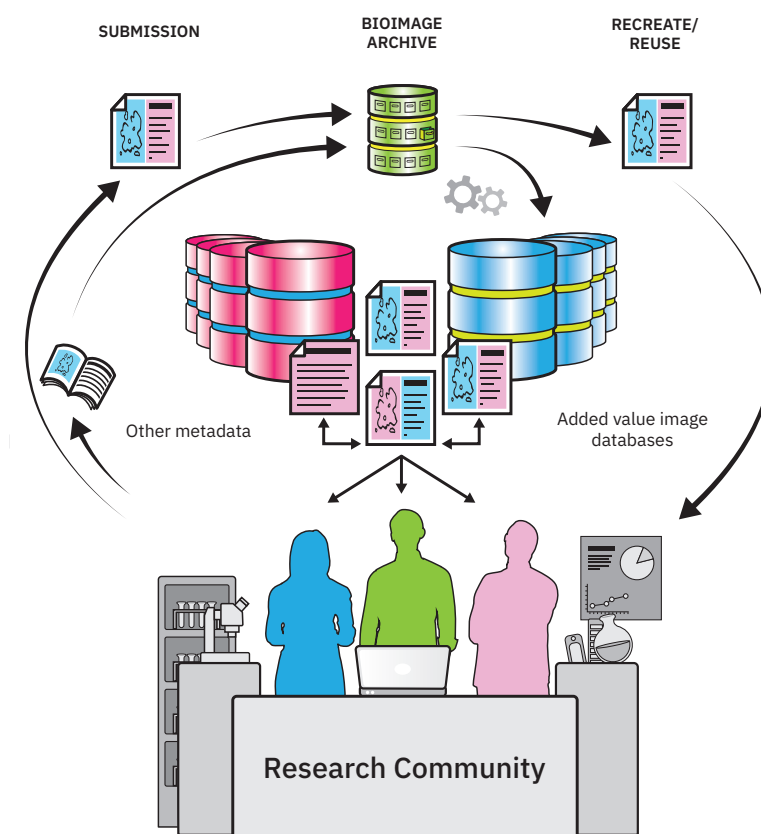 SUBMISSION
BIOIMAGE
ARCHIVE
RECREATE/
REUSE
Other metadata
Added value image
databases
Research Community